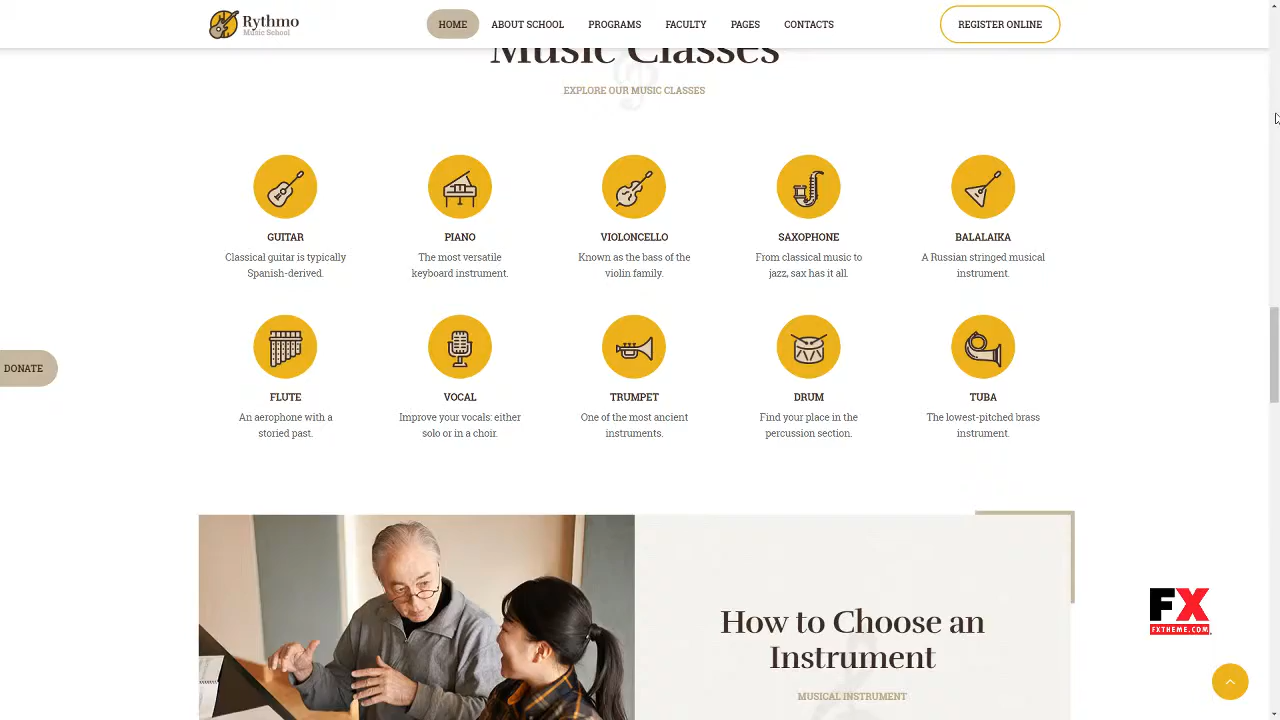 Rythmo
Music School
HOME
ABOUT SCHOOL
PROGRAMS
FACULTY
PAGES
CONTACTS
REGISTER ONLINE
Music Classes
EXPLORE OUR MUSIC CLASSES
GUITAR
Classical guitar is typically
Spanish-derived.
PIANO
The most versatile
keyboard instrument.
VIOLONCELLO
Known as the bass of the
violin family.
SAXOPHONE
From classical music to
jazz, sax has it all.
BALALAIKA
A Russian stringed musical
instrument.
DONATE
FLUTE
An aerophone with a
storied past.
VOCAL
Improve your vocals: either
solo or in a choir.
TRUMPET
One of the most ancient
instruments.
DRUM
Find your place in the
percussion section.
TUBA
The lowest-pitched brass
instrument.
How to Choose an
Instrument
MUSICAL INSTRUMENT
FX
FXTHEME.COM